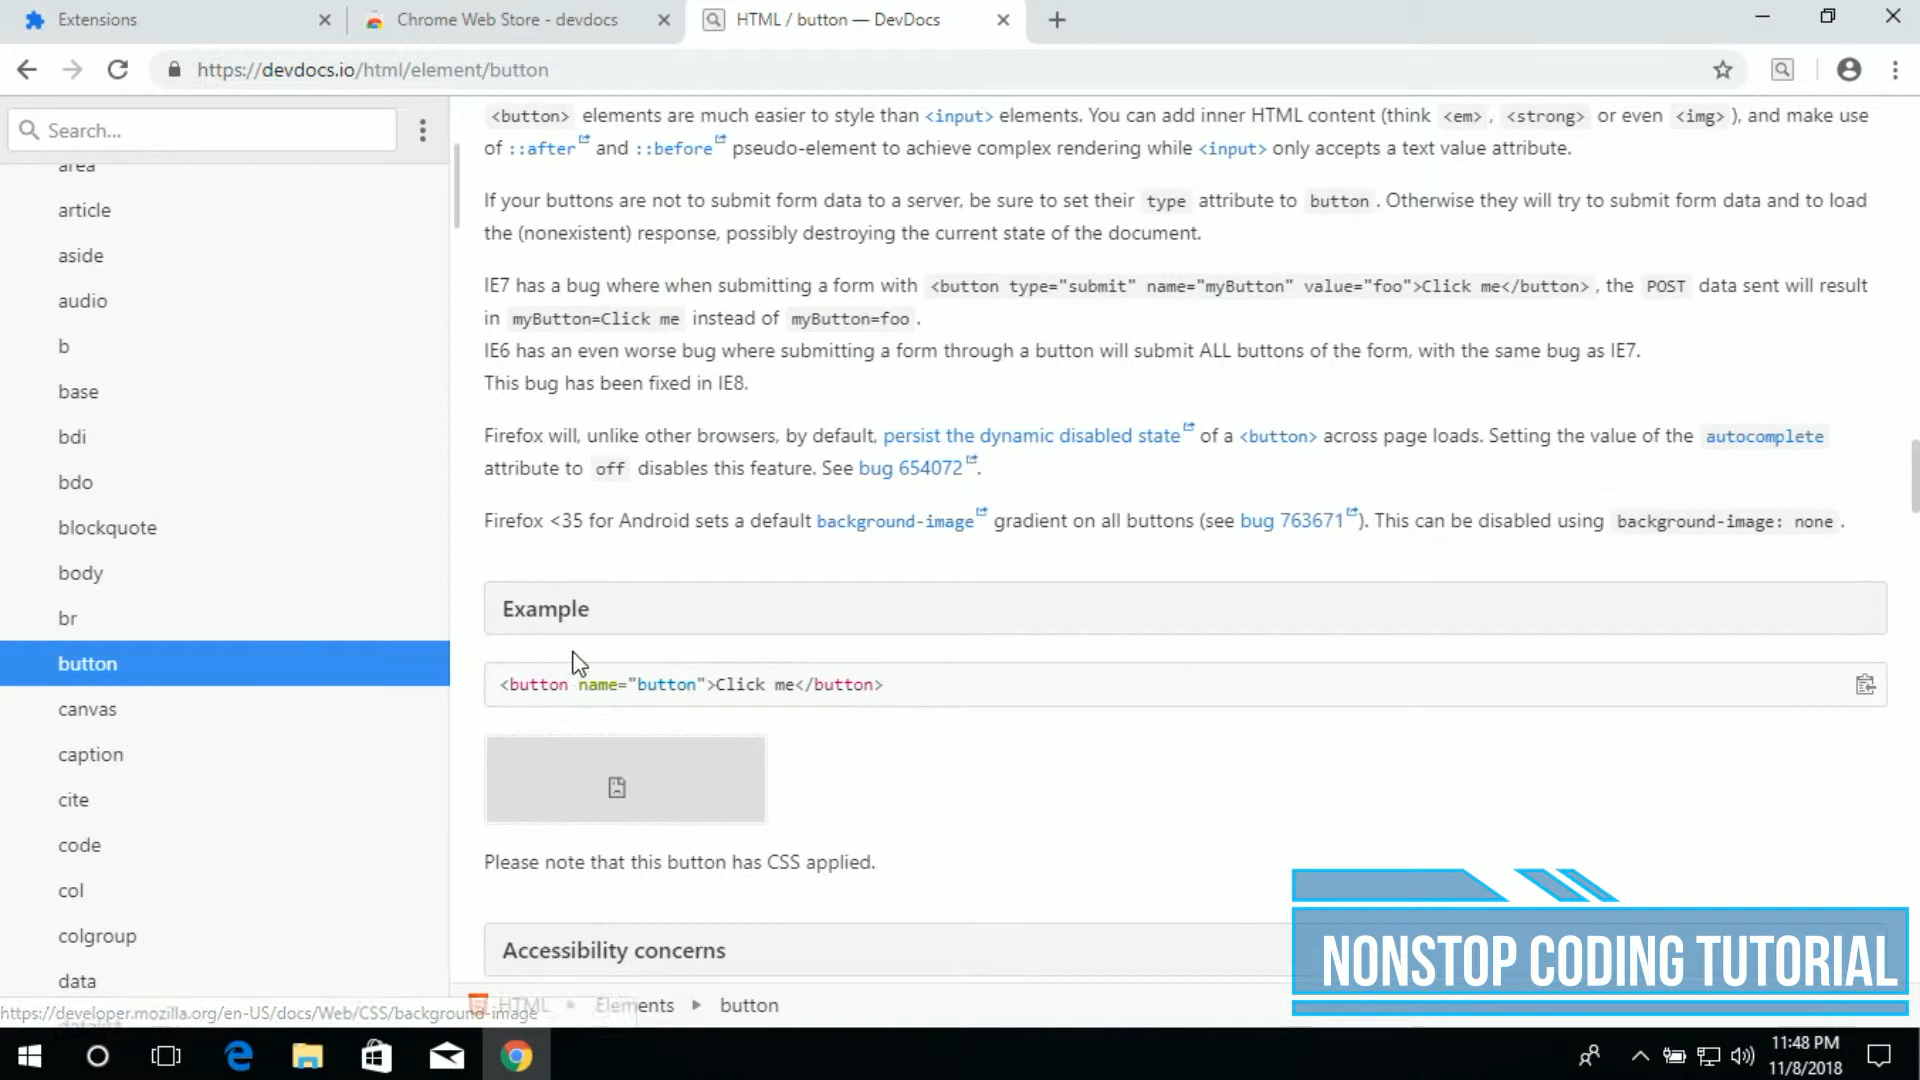 Extensions
Chrome Web Store - devdocs
HTML / button — DevDocs
https://devdocs.io/html/element/button
Search...
area
article
aside
audio
b
base
bdi
bdo
blockquote
body
br
button
canvas
caption
cite
code
col
colgroup
data
<button> elements are much easier to style than <input> elements. You can add inner HTML content (think <em>, <strong> or even <img>), and make use
of ::after and ::before pseudo-element to achieve complex rendering while <input> only accepts a text value attribute.
If your buttons are not to submit form data to a server, be sure to set their type attribute to button. Otherwise they will try to submit form data and to load
the (nonexistent) response, possibly destroying the current state of the document.
IE7 has a bug where when submitting a form with <button type="submit" name="myButton" value="foo">Click me</button>, the POST data sent will result
in myButton=Click me instead of myButton=foo.
IE6 has an even worse bug where submitting a form through a button will submit ALL buttons of the form, with the same bug as IE7.
This bug has been fixed in IE8.
Firefox will, unlike other browsers, by default, persist the dynamic disabled state of a <button> across page loads. Setting the value of the autocomplete
attribute to off disables this feature. See bug 654072.
Firefox <35 for Android sets a default background-image gradient on all buttons (see bug 763671). This can be disabled using background-image: none.
Example
<button name="button">Click me</button>
Please note that this button has CSS applied.
Accessibility concerns
NONSTOP CODING TUTORIAL
HTML Elements button
https://developer.mozilla.org/en-US/docs/Web/CSS/background-image
11:48 PM
11/8/2018